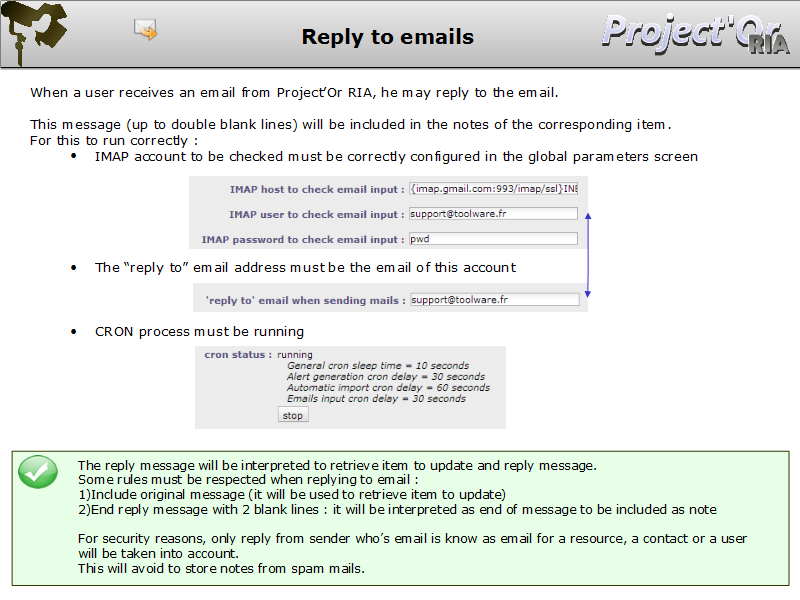 Reply to emails
Project'Or
RIA
When a user receives an email from Project’Or RIA, he may reply to the email.
This message (up to double blank lines) will be included in the notes of the corresponding item.
For this to run correctly :
• IMAP account to be checked must be correctly configured in the global parameters screen
IMAP host to check email input : {imap.gmail.com:993/imap/ssl}INB
IMAP user to check email input : support@toolware.fr
IMAP password to check email input : pwd
• The “reply to” email address must be the email of this account
'reply to' email when sending mails : support@toolware.fr
• CRON process must be running
cron status : running
General cron sleep time = 10 seconds
Alert generation cron delay = 30 seconds
Automatic import cron delay = 60 seconds
Emails input cron delay = 30 seconds
stop
The reply message will be interpreted to retrieve item to update and reply message.
Some rules must be respected when replying to email :
1)Include original message (it will be used to retrieve item to update)
2)End reply message with 2 blank lines : it will be interpreted as end of message to be included as note
For security reasons, only reply from sender who’s email is know as email for a resource, a contact or a user
will be taken into account.
This will avoid to store notes from spam mails.